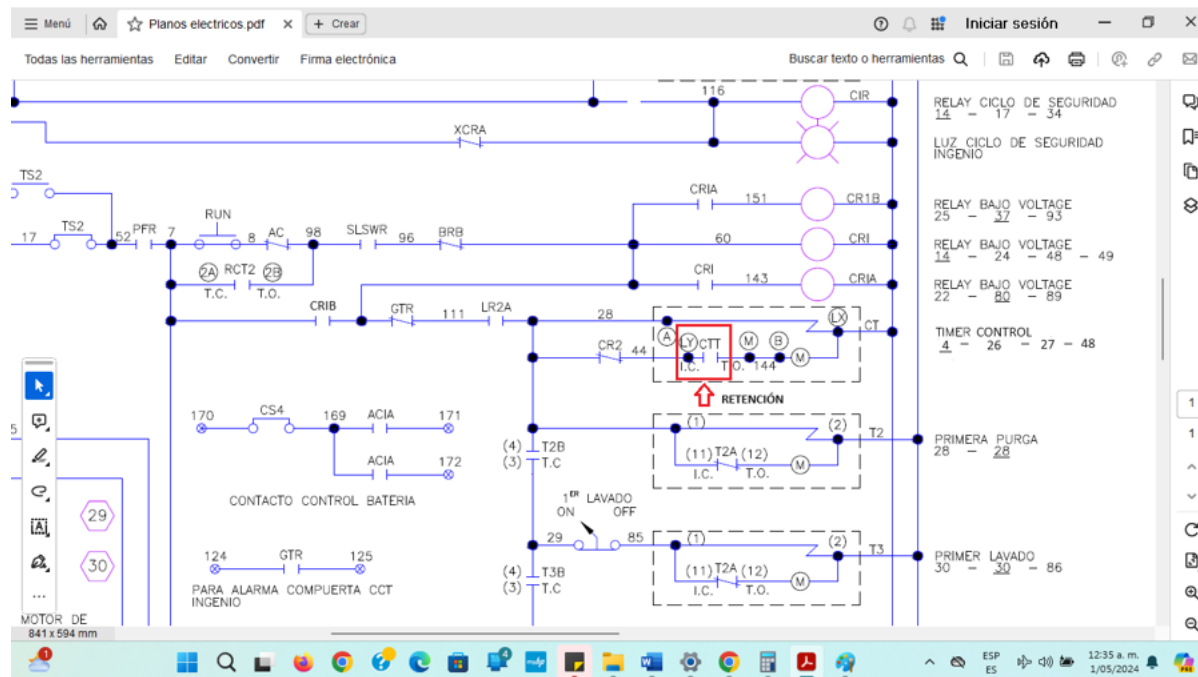 Menú
Planos electricos.pdf
Crear
Iniciar sesión
Todas las herramientas Editar Convertir Firma electrónica
Buscar texto o herramientas
116 CIR
RELAY CICLO DE SEGURIDAD
14 - 17 - 34
XCRA
LUZ CICLO DE SEGURIDAD
INGENIO
TS2
CRIA 151 CR1B
RELAY BAJO VOLTAGE
25 - 37 - 93
17 TS2 52 PFR 7 RUN 8 AC 98 SLSWR 96 BRB 60 CRI
RELAY BAJO VOLTAGE
14 - 24 - 48 - 49
2A RCT2 2B
T.C. T.O.
CRI 143 CRIA
RELAY BAJO VOLTAGE
22 - 80 - 89
CRIB GTR 111 LR2A 28 LX CT
TIMER CONTROL
4 - 26 - 27 - 48
CR2 44 A LY CTT M B M
I.C. T.O. 144
RETENCIÓN
170 CS4 169 ACIA 171
ACIA 172
CONTACTO CONTROL BATERIA
(4) T2B
(3) T.C
(1) (2) T2
(11) T2A (12) M
I.C. T.O.
PRIMERA PURGA
28 - 28
1ER LAVADO
ON OFF
29 85
(1) (2) T3
(11) T2A (12) M
I.C. T.O.
PRIMER LAVADO
30 - 30 - 86
29
30
124 GTR 125
PARA ALARMA COMPUERTA CCT
INGENIO
(4) T3B
(3) T.C
MOTOR DE
841 x 594 mm
1
1
ESP
ES
12:35 a. m.
1/05/2024